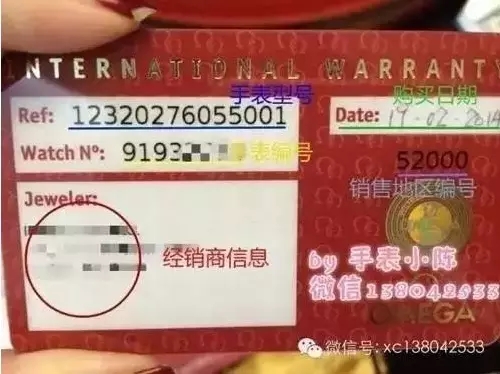 INTERNATIONAL WARRANTY
手表型号
购买日期
Ref: 12320276055001
Date: 17-02-2014
Watch Nº: 9193
表编号
52000
销售地区编号
Jeweler:
经销商信息
by 手表小陈
微信138042533
OMEGA
微信号: xc138042533